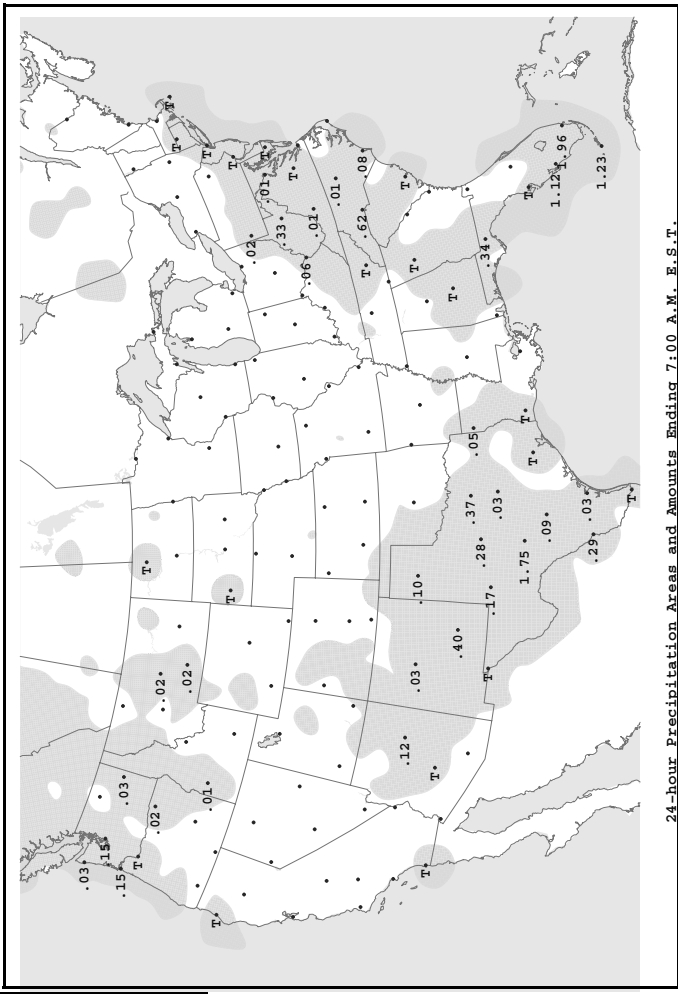 .03
.15
.15
.03
T
T
.02
.02
T
T
.02
.01
T
T
T
T
.02
.01
T
.33
T
.06
.01
.01
.62
.08
T
.12
T
.03
.10
T
T
T
T
.40
.37
.05
.28
.34
T
.17
.03
1.75
T
T
T
.09
1.12
1.96
.03
.29
1.23
T
24-hour Precipitation Areas and Amounts Ending 7:00 A.M. E.S.T.